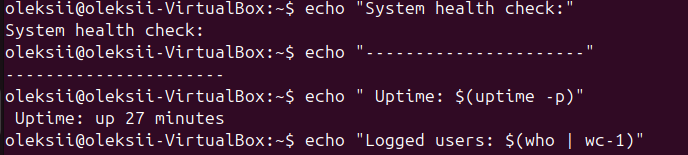 oleksii@oleksii-VirtualBox:~$ echo "System health check:"
System health check:
oleksii@oleksii-VirtualBox:~$ echo "----------------------"
----------------------
oleksii@oleksii-VirtualBox:~$ echo " Uptime: $(uptime -p)"
 Uptime: up 27 minutes
oleksii@oleksii-VirtualBox:~$ echo "Logged users: $(who | wc-1)"